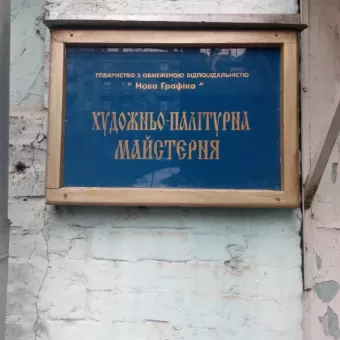 ТОВАРИСТВО З ОБМЕЖЕНОЮ ВІДПОВІДАЛЬНІСТЮ
" Нова Графіка "
ХУДОЖНЬО-ПАЛІТУРНА
МАЙСТЕРНЯ